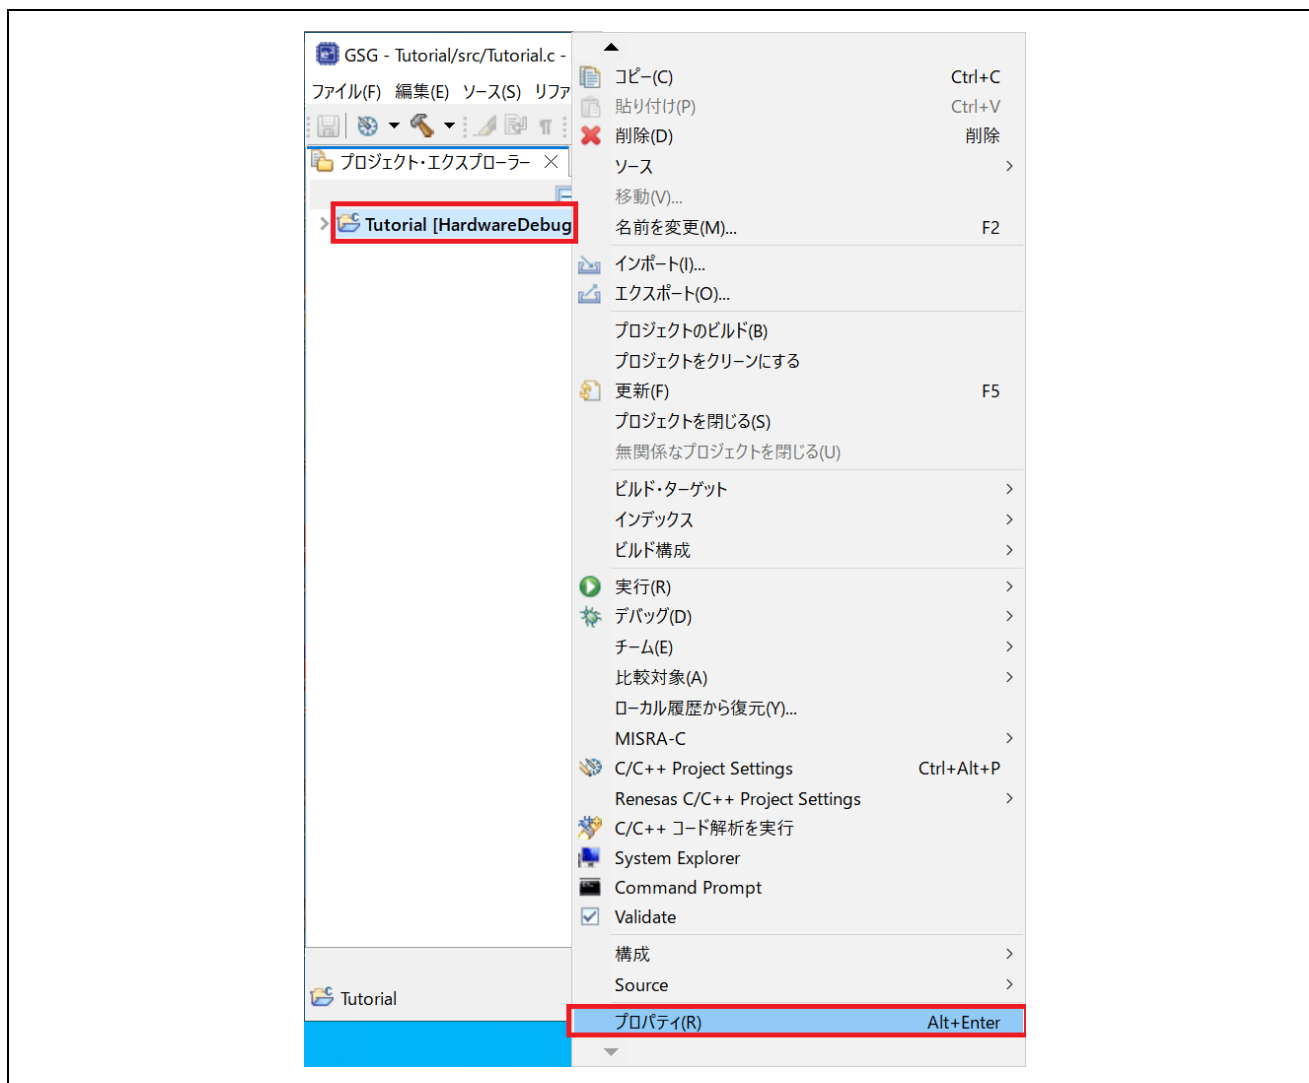 GSG - Tutorial/src/Tutorial.c -
ファイル(F) 編集(E) ソース(S) リファ
プロジェクト・エクスプローラー
Tutorial [HardwareDebug
コピー(C) Ctrl+C
貼り付け(P) Ctrl+V
削除(D) 削除
ソース
移動(V)...
名前を変更(M)... F2
インポート(I)...
エクスポート(O)...
プロジェクトのビルド(B)
プロジェクトをクリーンにする
更新(F) F5
プロジェクトを閉じる(S)
無関係なプロジェクトを閉じる(U)
ビルド・ターゲット
インデックス
ビルド構成
実行(R)
デバッグ(D)
チーム(E)
比較対象(A)
ローカル履歴から復元(Y)...
MISRA-C
C/C++ Project Settings Ctrl+Alt+P
Renesas C/C++ Project Settings
C/C++ コード解析を実行
System Explorer
Command Prompt
Validate
構成
Source
プロパティ(R) Alt+Enter
Tutorial